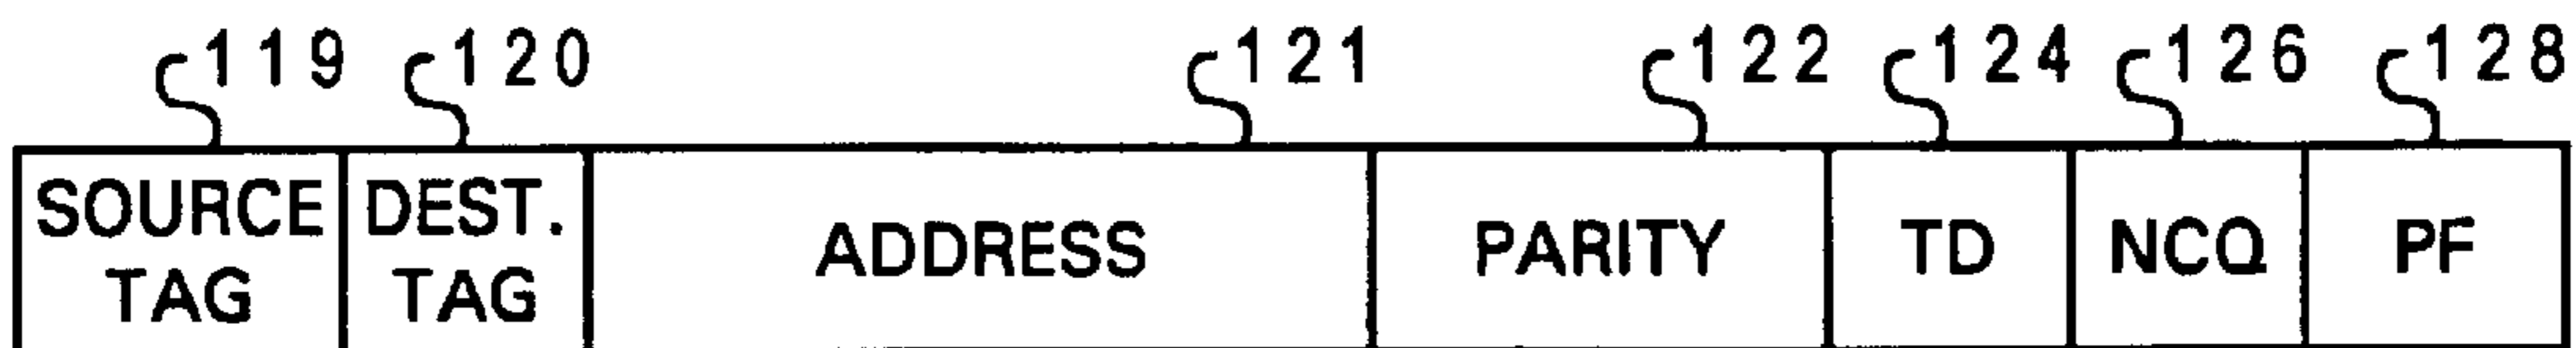 119 120 121 122 124 126 128
SOURCE TAG
DEST. TAG
ADDRESS
PARITY
TD
NCQ
PF